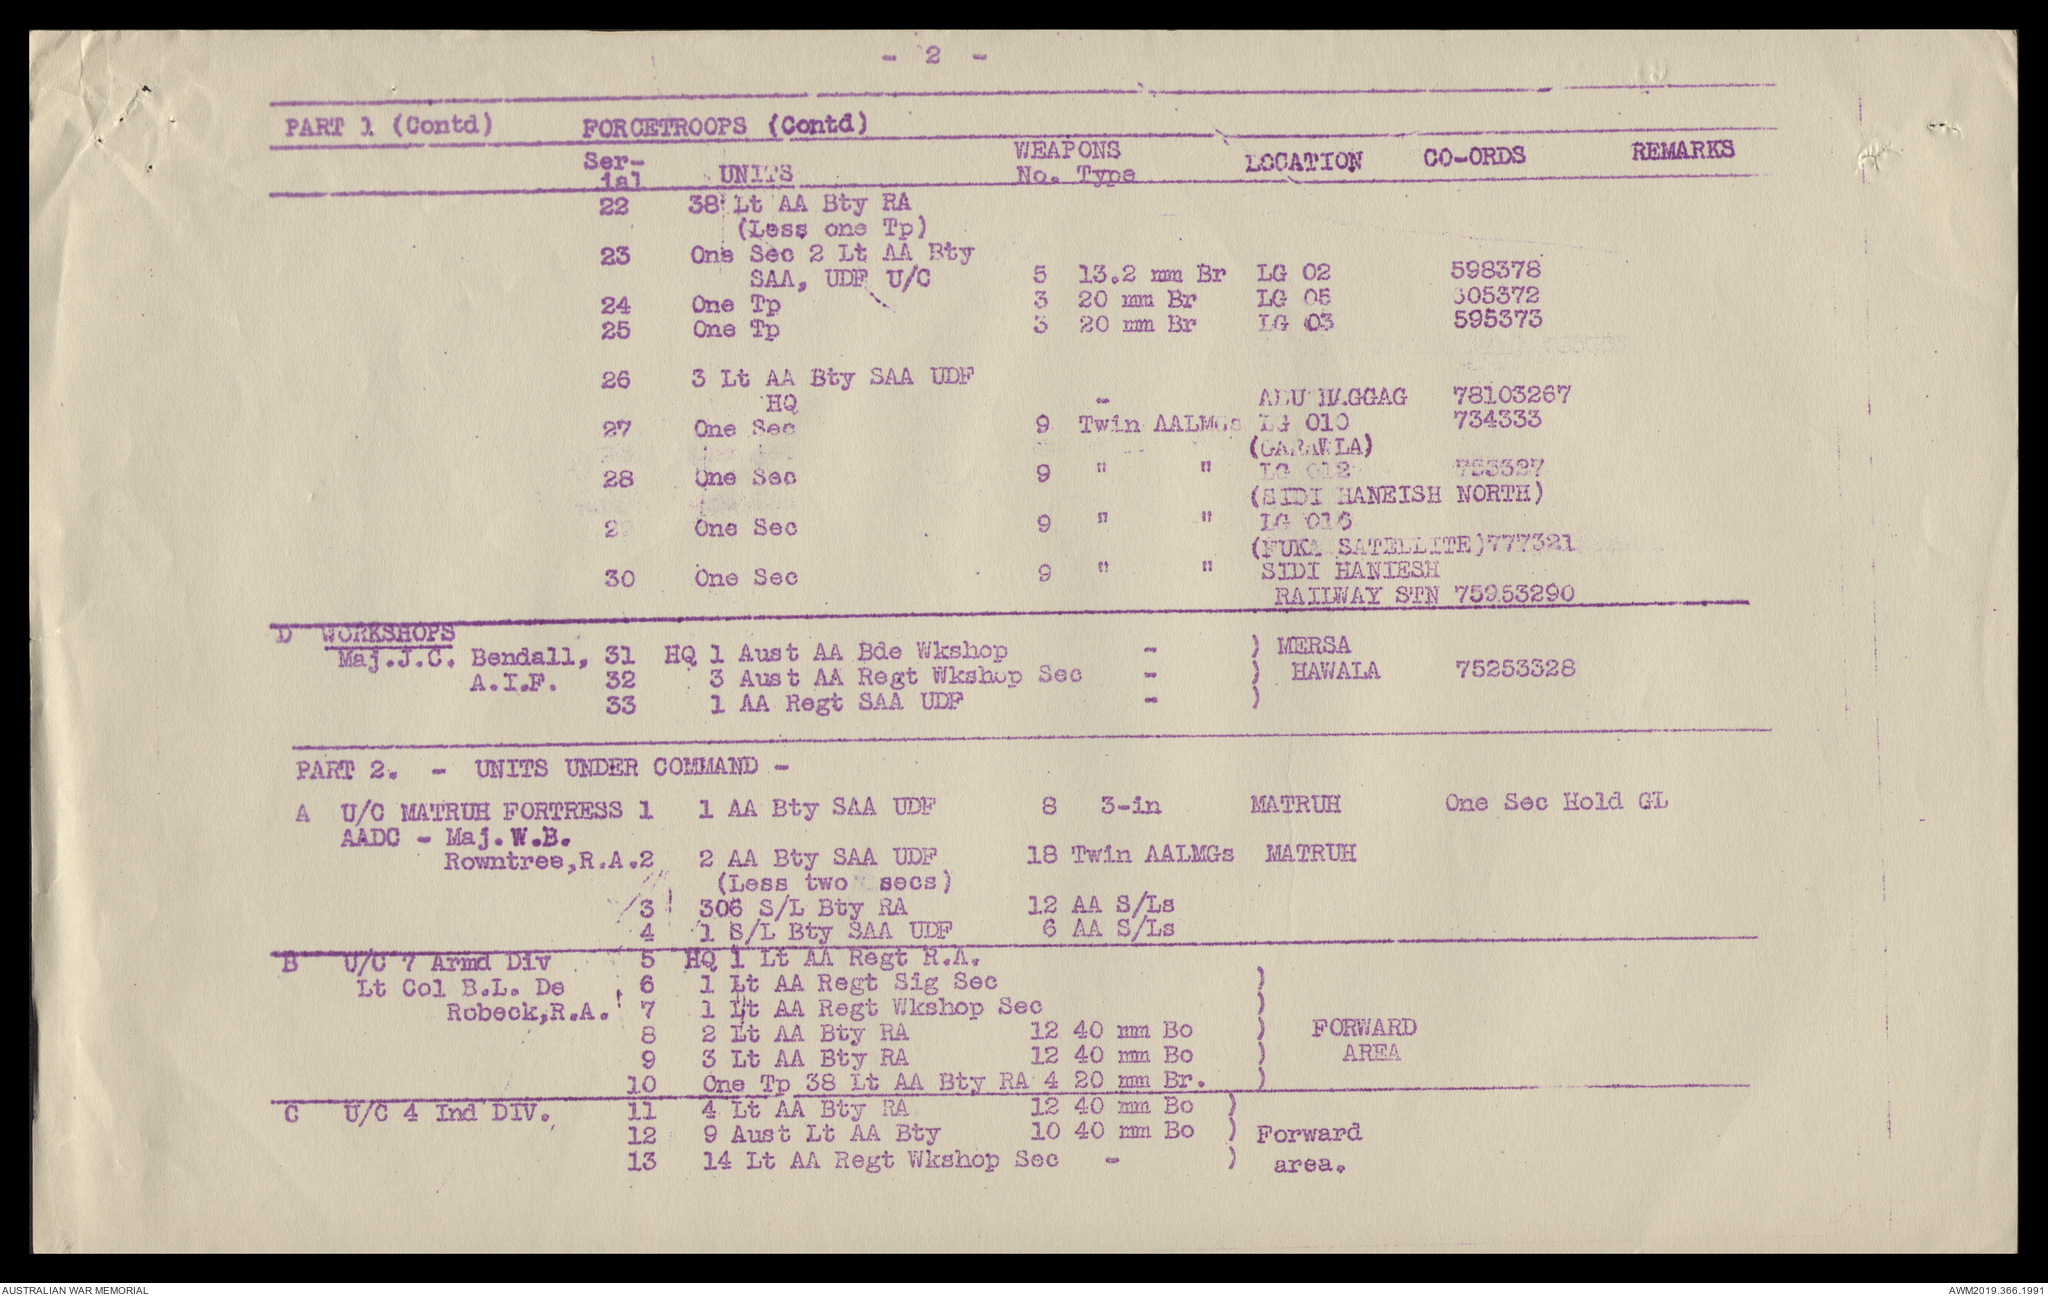 - 2 -
PART 1 (Contd) FORCETROOPS (Contd)
Ser- WEAPONS LOCATION CO-ORDS REMARKS
ial UNITS No. Type
22 38 Lt AA Bty RA
(Less one Tp)
23 One Sec 2 Lt AA Bty
SAA, UDF U/C 5 13.2 mm Br LG 02 598378
24 One Tp 3 20 mm Br LG 05 605372
25 One Tp 3 20 mm Br LG 03 595373
26 3 Lt AA Bty SAA UDF
HQ - ABU HAGGAG 78103267
27 One Sec 9 Twin AALMGs LG 010 734333
(GARAWLA)
28 One Sec 9 " " LG 012 753327
(SIDI HANEISH NORTH)
29 One Sec 9 " " LG 016
(FUKA SATELLITE)777321
30 One Sec 9 " " SIDI HANIESH
RAILWAY STN 75953290
D WORKSHOPS
Maj.J.C. Bendall, 31 HQ 1 Aust AA Bde Wkshop - ) MERSA
A.I.F. 32 3 Aust AA Regt Wkshop Sec - ) HAWALA 75253328
33 1 AA Regt SAA UDF - )
PART 2. - UNITS UNDER COMMAND -
A U/C MATRUH FORTRESS 1 1 AA Bty SAA UDF 8 3-in MATRUH One Sec Hold GL
AADC - Maj.W.B.
Rowntree,R.A.2 2 AA Bty SAA UDF 18 Twin AALMGs MATRUH
(Less two secs)
3 306 S/L Bty RA 12 AA S/Ls
4 1 S/L Bty SAA UDF 6 AA S/Ls
B U/C 7 Armd Div 5 HQ 1 Lt AA Regt R.A.
Lt Col B.L. De 6 1 Lt AA Regt Sig Sec )
Robeck,R.A. 7 1 Lt AA Regt Wkshop Sec )
8 2 Lt AA Bty RA 12 40 mm Bo ) FORWARD
9 3 Lt AA Bty RA 12 40 mm Bo ) AREA
10 One Tp 38 Lt AA Bty RA 4 20 mm Br. )
C U/C 4 Ind DIV. 11 4 Lt AA Bty RA 12 40 mm Bo )
12 9 Aust Lt AA Bty 10 40 mm Bo ) Forward
13 14 Lt AA Regt Wkshop Sec - ) area.
AUSTRALIAN WAR MEMORIAL AWM2019.366.1991